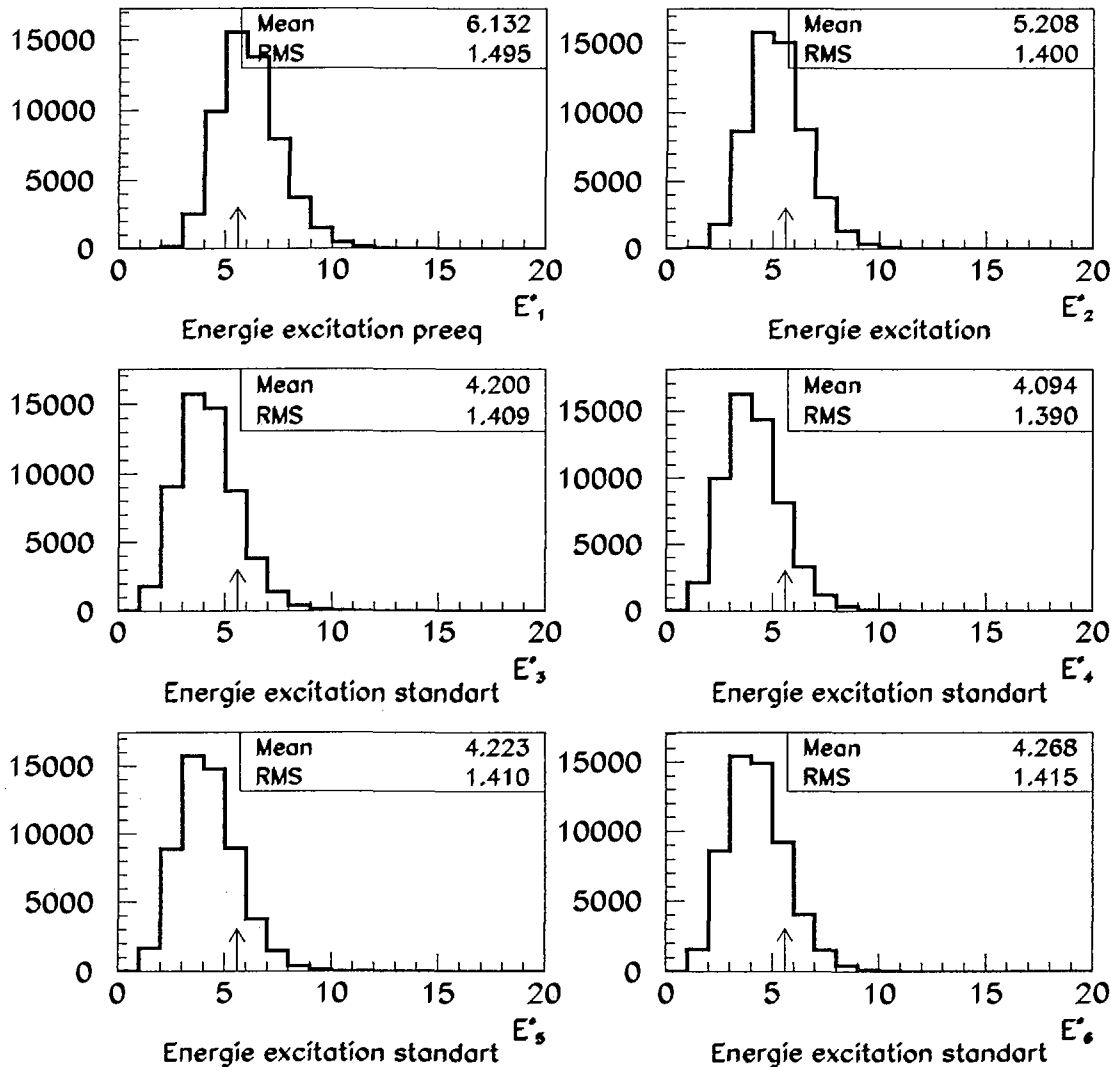 Mean 6.132
RMS 1.495
15000
10000
5000
0
0 5 10 15 20
E*1
Energie excitation preeq
Mean 5.208
RMS 1.400
15000
10000
5000
0
0 5 10 15 20
E*2
Energie excitation
Mean 4.200
RMS 1.409
15000
10000
5000
0
0 5 10 15 20
E*3
Energie excitation standart
Mean 4.094
RMS 1.390
15000
10000
5000
0
0 5 10 15 20
E*4
Energie excitation standart
Mean 4.223
RMS 1.410
15000
10000
5000
0
0 5 10 15 20
E*5
Energie excitation standart
Mean 4.268
RMS 1.415
15000
10000
5000
0
0 5 10 15 20
E*6
Energie excitation standart